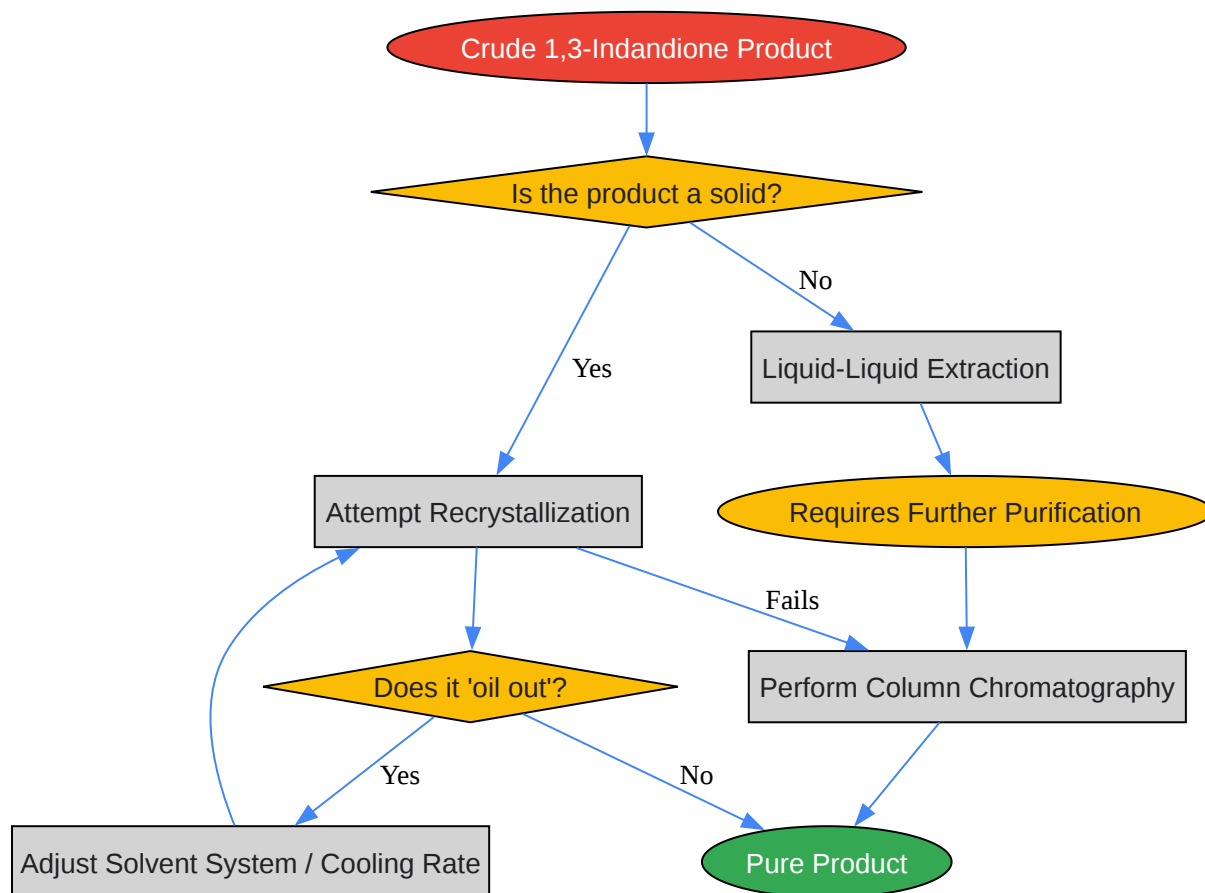 Crude 1,3-Indandione Product
Is the product a solid?
No
Yes
Liquid-Liquid Extraction
Attempt Recrystallization
Requires Further Purification
Fails
Does it 'oil out'?
Perform Column Chromatography
Yes
No
Adjust Solvent System / Cooling Rate
Pure Product